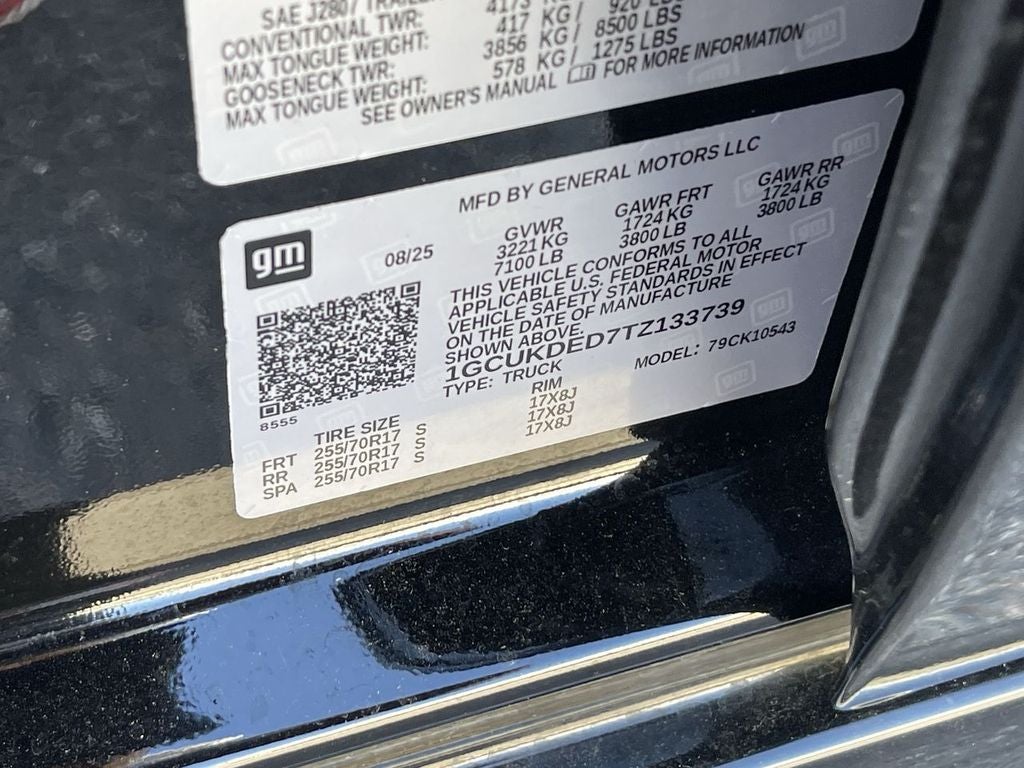 SAE J2807
4173
CONVENTIONAL TWR: 417 KG / 8500 LBS
MAX TONGUE WEIGHT: 3856 KG / 1275 LBS
GOOSENECK TWR: 578 KG /
MAX TONGUE WEIGHT:
SEE OWNER'S MANUAL FOR MORE INFORMATION
MFD BY GENERAL MOTORS LLC
gm
08/25
GVWR GAWR FRT GAWR RR
3221 KG 1724 KG 1724 KG
7100 LB 3800 LB 3800 LB
THIS VEHICLE CONFORMS TO ALL
APPLICABLE U.S. FEDERAL MOTOR
VEHICLE SAFETY STANDARDS IN EFFECT
ON THE DATE OF MANUFACTURE
SHOWN ABOVE.
1GCUKDED7TZ133739
TYPE: TRUCK MODEL: 79CK10543
8555
TIRE SIZE RIM
FRT 255/70R17 S 17X8J
RR 255/70R17 S 17X8J
SPA 255/70R17 S 17X8J